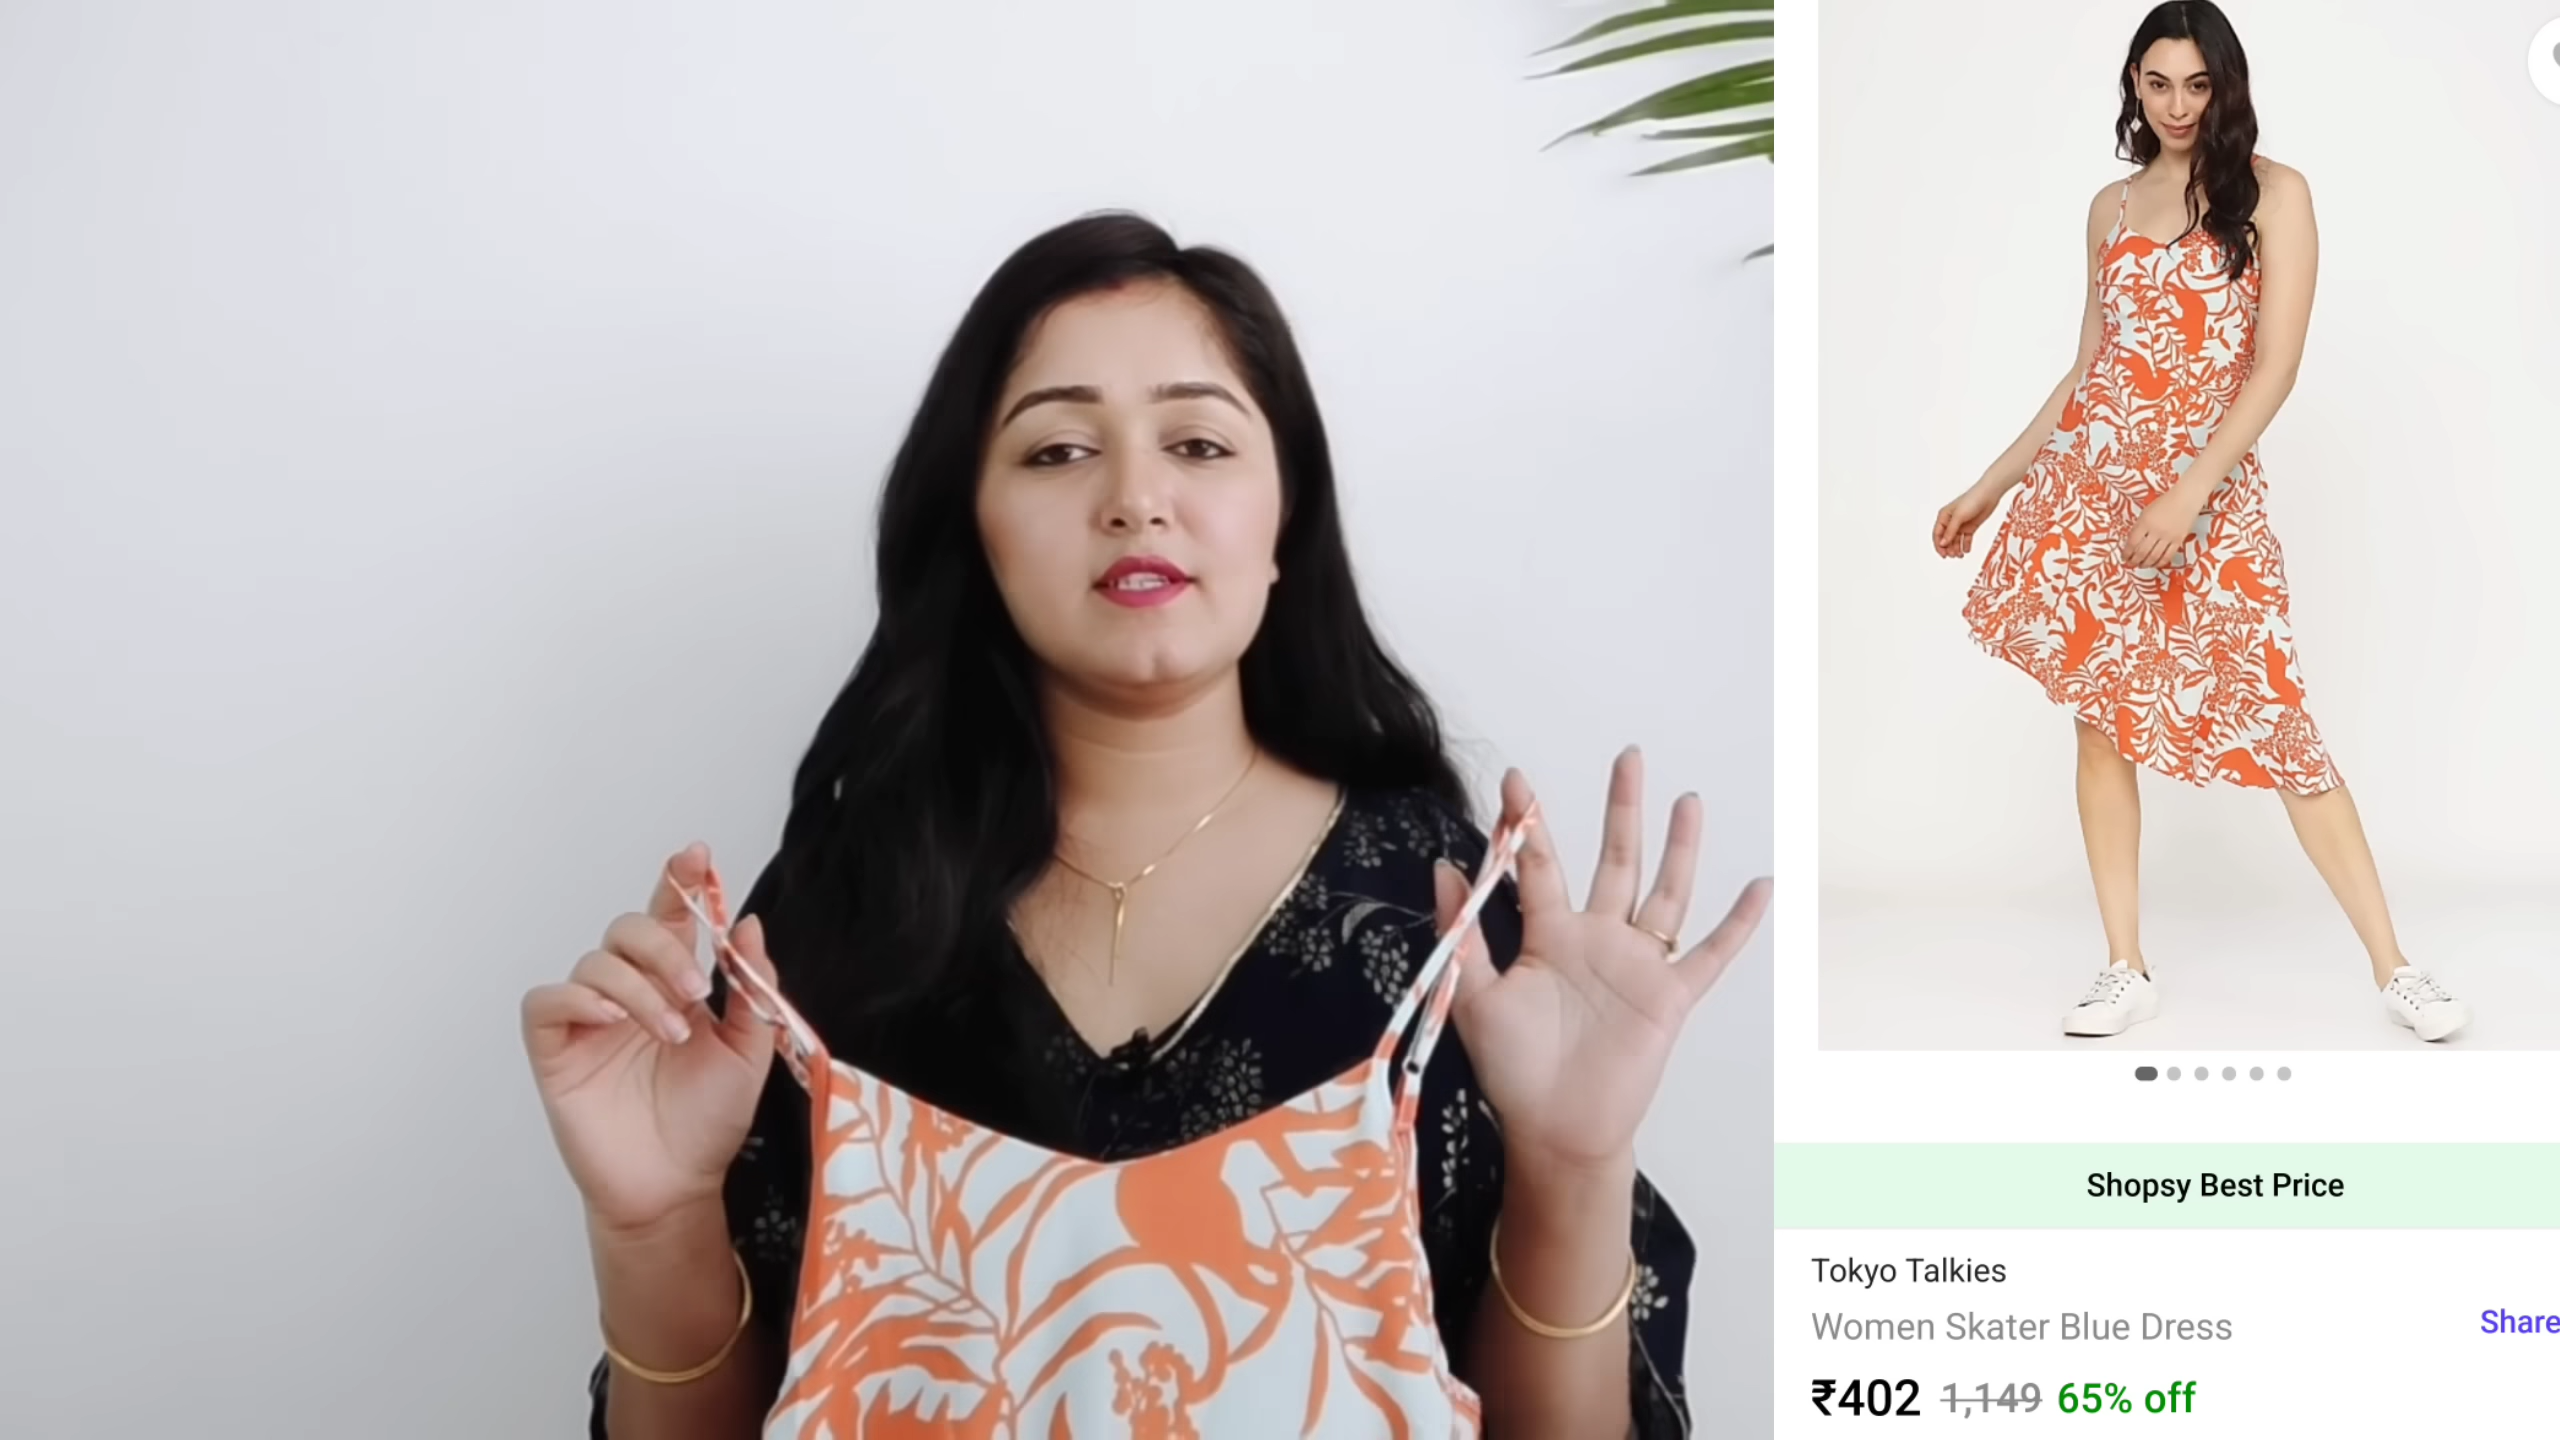 Shopsy Best Price
Tokyo Talkies
Women Skater Blue Dress
Share
₹402 1,149 65% off